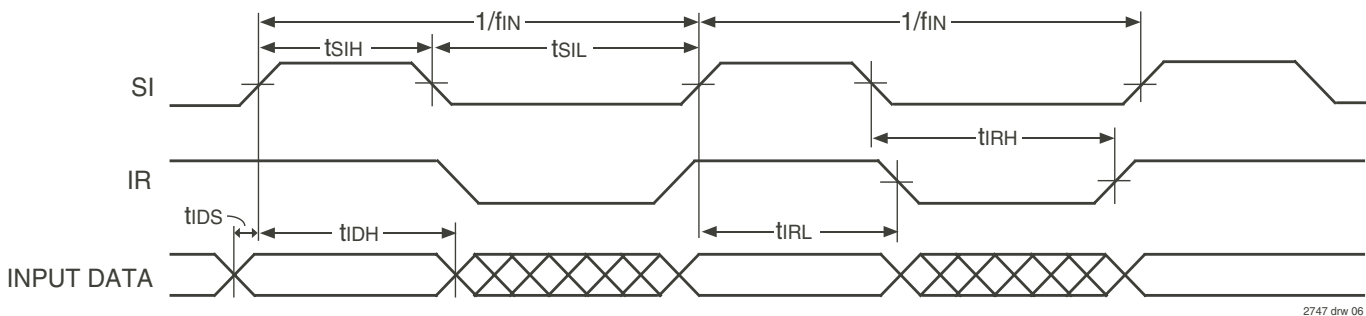 1/fIN 1/fIN
tSIH tSIL
SI
tIRH
IR
tIDS
tIDH tIRL
INPUT DATA
2747 drw 06